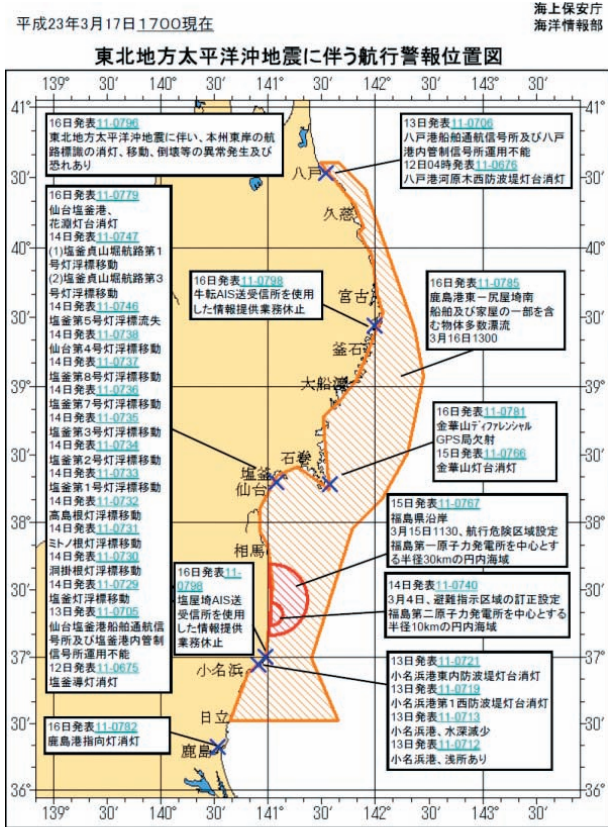 海上保安庁
海洋情報部
平成23年3月17日1700現在
東北地方太平洋沖地震に伴う航行警報位置図
139° 30′ 140° 30′ 141° 30′ 142° 30′ 143° 30′
41°
30′
40°
30′
39°
30′
38°
30′
37°
30′
36°
16日発表11-0796
東北地方太平洋沖地震に伴い、本州東岸の航
路標識の消灯、移動、倒壊等の異常発生及び
恐れあり
13日発表11-0706
八戸港船舶通航信号所及び八戸
港内管制信号所運用不能
12日04時発表11-0676
八戸港河原木西防波堤灯台消灯
16日発表11-0779
仙台塩釜港、
花淵灯台消灯
14日発表11-0747
(1)塩釜貞山堀航路第1
号灯浮標移動
(2)塩釜貞山堀航路第3
号灯浮標移動
14日発表11-0746
塩釜第5号灯浮標流失
14日発表11-0738
仙台第4号灯浮標移動
14日発表11-0737
塩釜第8号灯浮標移動
14日発表11-0736
塩釜第7号灯浮標移動
14日発表11-0735
塩釜第3号灯浮標移動
14日発表11-0734
塩釜第2号灯浮標移動
14日発表11-0733
塩釜第1号灯浮標移動
14日発表11-0732
高島根灯浮標移動
14日発表11-0731
ミトノ根灯浮標移動
14日発表11-0730
洞掛根灯浮標移動
14日発表11-0729
塩釜灯浮標移動
13日発表11-0705
仙台塩釜港船舶通航信
号所及び塩釜港内管制
信号所運用不能
12日発表11-0675
塩釜導灯消灯
16日発表11-0798
牛転AIS送受信所を使用
した情報提供業務休止
16日発表11-0785
鹿島港東ー尻屋埼南
船舶及び家屋の一部を含
む物体多数漂流
3月16日1300
16日発表11-0781
金華山ディファレンシャル
GPS局欠射
15日発表11-0766
金華山灯台消灯
15日発表11-0767
福島県沿岸
3月15日1130、航行危険区域設定
福島第一原子力発電所を中心とす
る半径30kmの円内海域
14日発表11-0740
3月4日、避難指示区域の訂正設定
福島第二原子力発電所を中心とする
半径10kmの円内海域
16日発表11-
0798
塩屋埼AIS送
受信所を使用
した情報提供
業務休止
13日発表11-0721
小名浜港東内防波堤灯台消灯
13日発表11-0719
小名浜港第1西防波堤灯台消灯
13日発表11-0713
小名浜港、水深減少
13日発表11-0712
小名浜港、浅所あり
16日発表11-0782
鹿島港指向灯消灯
八戸
久慈
宮古
釜石
大船渡
石巻
塩釜
仙台
相馬
小名浜
日立
鹿島
41°
30′
40°
30′
39°
30′
38°
30′
37°
30′
36°
139° 30′ 140° 30′ 141° 30′ 142° 30′ 143° 30′